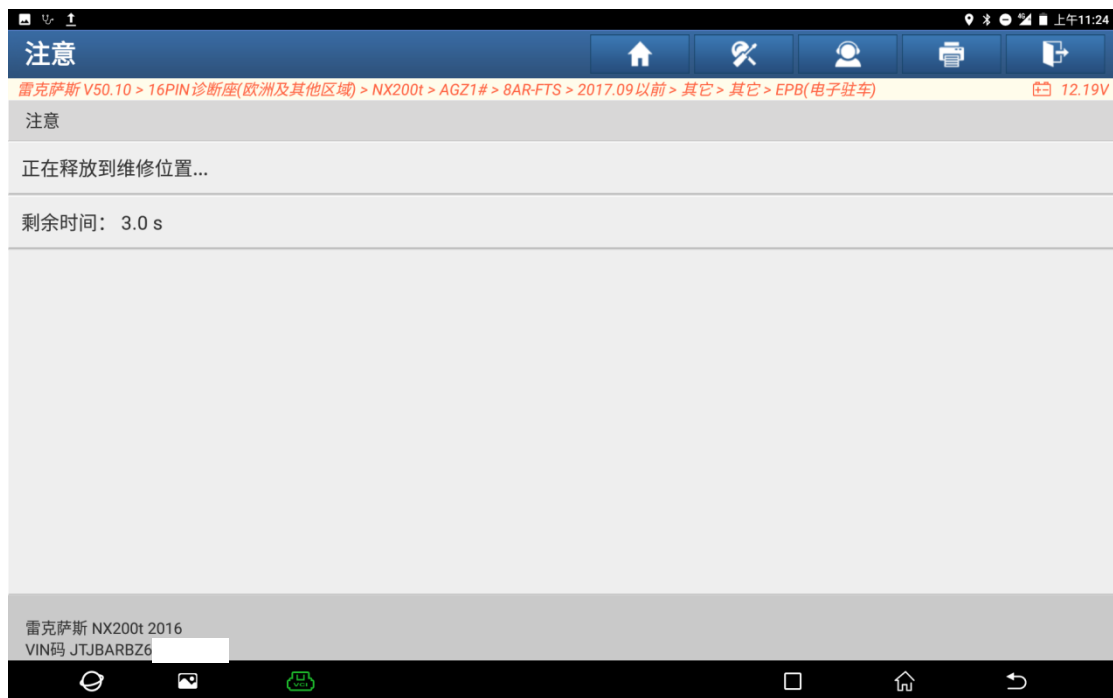 上午11:24
注意
雷克萨斯 V50.10 > 16PIN诊断座(欧洲及其他区域) > NX200t > AGZ1# > 8AR-FTS > 2017.09以前 > 其它 > 其它 > EPB(电子驻车) 12.19V
注意
正在释放到维修位置...
剩余时间： 3.0 s
雷克萨斯 NX200t 2016
VIN码 JTJBARBZ6
VCI